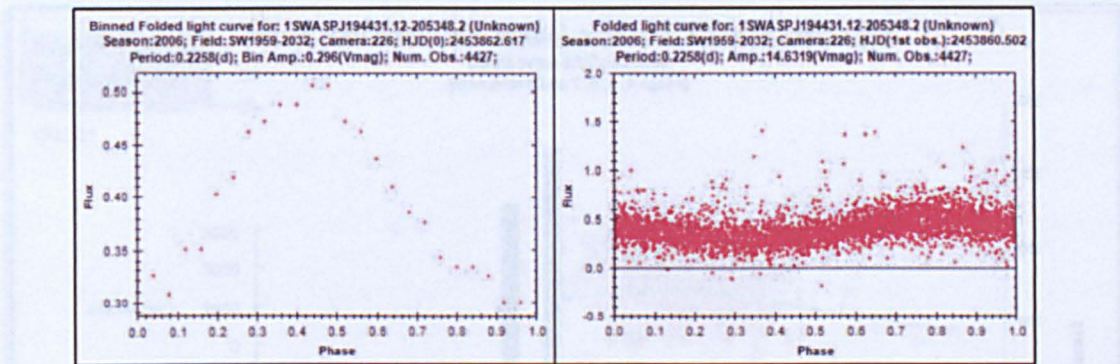 Binned Folded light curve for: 1SWASPJ194431.12-205348.2 (Unknown)
Season:2006; Field:SW1959-2032; Camera:226; HJD(0):2453862.617
Period:0.2258(d); Bin Amp.:0.296(Vmag); Num. Obs.:4427;
0.50
0.45
0.40
0.35
0.30
Flux
0.0 0.1 0.2 0.3 0.4 0.5 0.6 0.7 0.8 0.9 1.0
Phase
Folded light curve for: 1SWASPJ194431.12-205348.2 (Unknown)
Season:2006; Field:SW1959-2032; Camera:226; HJD(1st obs.):2453860.502
Period:0.2258(d); Amp.:14.6319(Vmag); Num. Obs.:4427;
2.0
1.5
1.0
0.5
0.0
-0.5
Flux
0.0 0.1 0.2 0.3 0.4 0.5 0.6 0.7 0.8 0.9 1.0
Phase